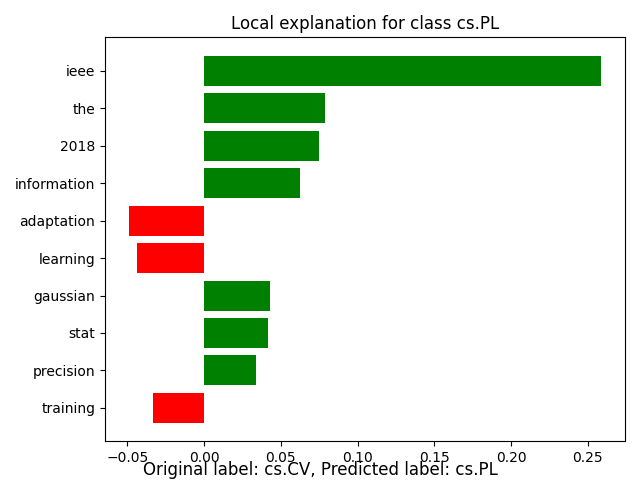 Local explanation for class cs.PL
ieee
the
2018
information
adaptation
learning
gaussian
stat
precision
training
−0.05 0.00 0.05 0.10 0.15 0.20 0.25
Original label: cs.CV, Predicted label: cs.PL